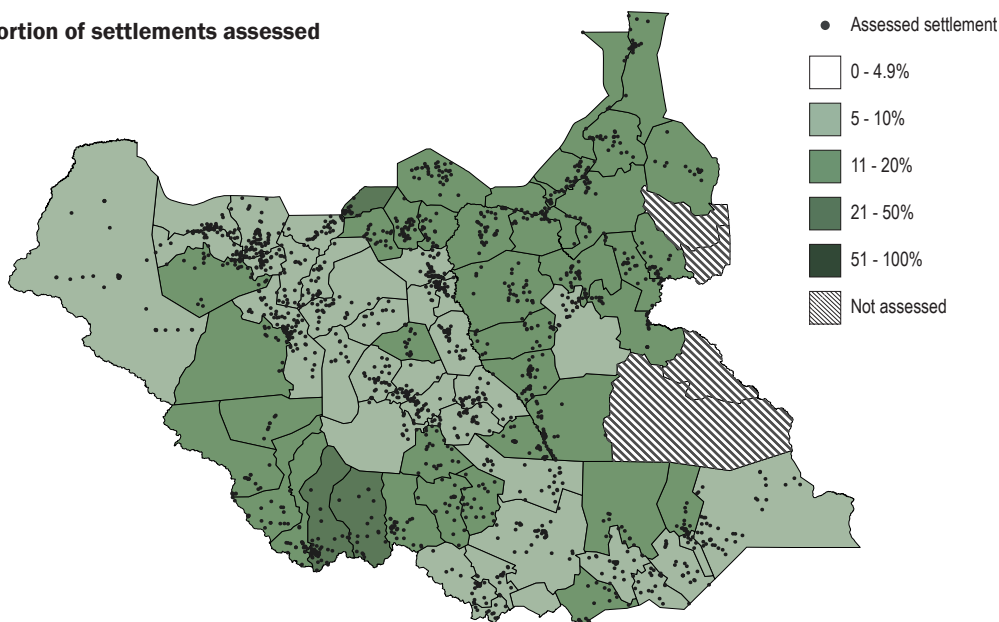 ortion of settlements assessed
Assessed settlement
0 - 4.9%
5 - 10%
11 - 20%
21 - 50%
51 - 100%
Not assessed